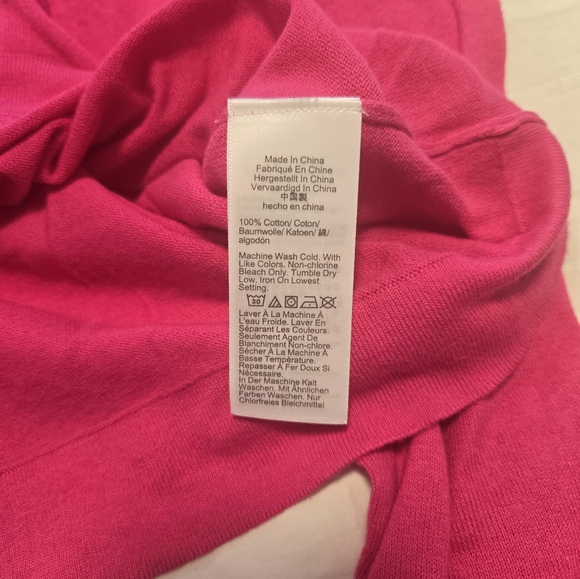 Made In China
Fabriqué En Chine
Hergestellt In China
Vervaardigd In China
中国製
hecho en china
100% Cotton/ Coton/
Baumwolle/ Katoen/ 綿/
algodón
Machine Wash Cold. With
Like Colors. Non-chlorine
Bleach Only. Tumble Dry
Low. Iron On Lowest
Setting.
30
Laver À La Machine À
L'eau Froide. Laver En
Séparant Les Couleurs.
Seulement Agent De
Blanchiment Non-chlore.
Sécher À La Machine À
Basse Température.
Repasser À Fer Doux Si
Nécessaire.
In Der Maschine Kalt
Waschen. Mit Ähnlichen
Farben Waschen. Nur
Chlorfreies Bleichmittel